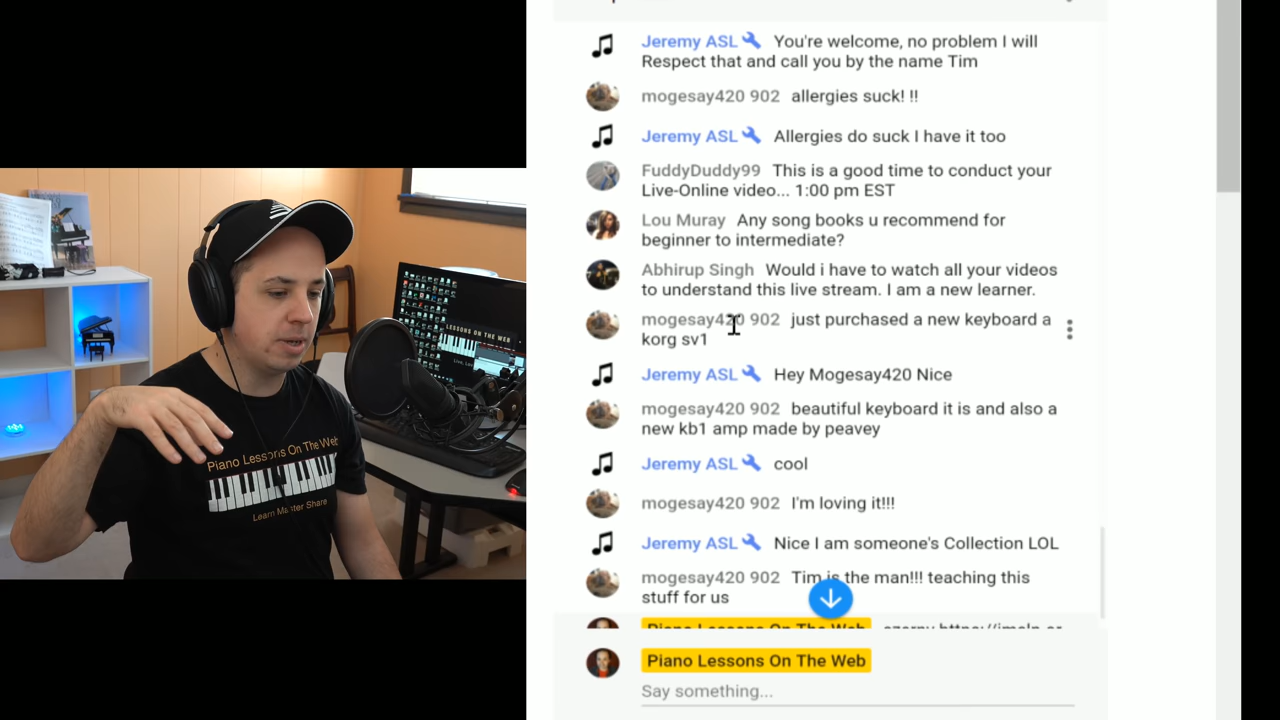 Jeremy ASL You're welcome, no problem I will
Respect that and call you by the name Tim
mogesay420 902 allergies suck! !!
Jeremy ASL Allergies do suck I have it too
FuddyDuddy99 This is a good time to conduct your
Live-Online video... 1:00 pm EST
Lou Muray Any song books u recommend for
beginner to intermediate?
Abhirup Singh Would i have to watch all your videos
to understand this live stream. I am a new learner.
mogesay420 902 just purchased a new keyboard a
korg sv1
Jeremy ASL Hey Mogesay420 Nice
mogesay420 902 beautiful keyboard it is and also a
new kb1 amp made by peavey
Jeremy ASL cool
mogesay420 902 I'm loving it!!!
Jeremy ASL Nice I am someone's Collection LOL
mogesay420 902 Tim is the man!!! teaching this
stuff for us
Piano Lessons On The Web
Piano Lessons On The Web
Say something...
LESSONS ON THE WEB
Piano Lessons On The Web
Learn Master Share